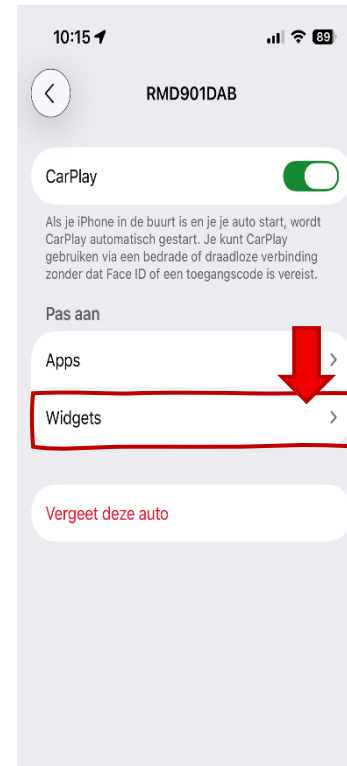 10:15
89
RMD901DAB
CarPlay
Als je iPhone in de buurt is en je je auto start, wordt
CarPlay automatisch gestart. Je kunt CarPlay
gebruiken via een bedrade of draadloze verbinding
zonder dat Face ID of een toegangscode is vereist.
Pas aan
Apps
Widgets
Vergeet deze auto